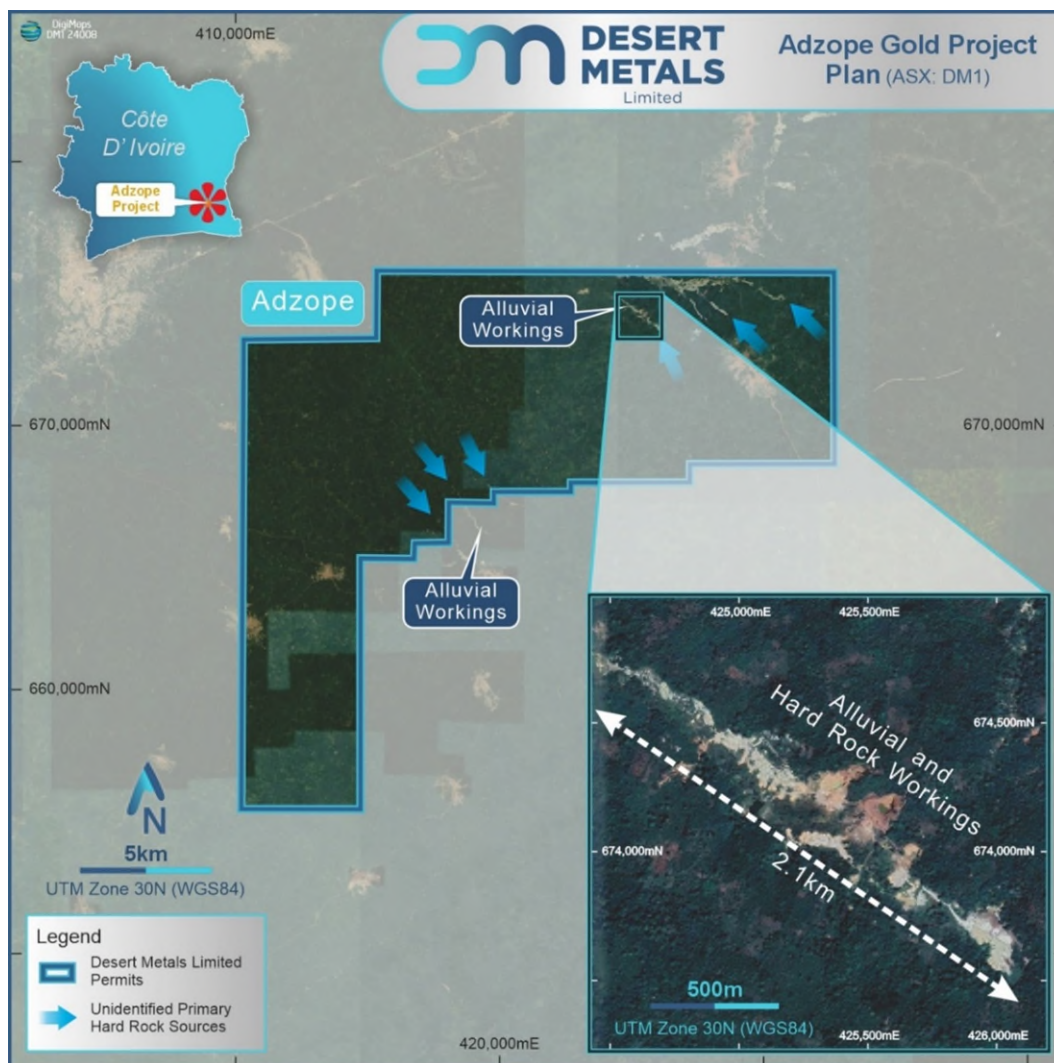 DigiMops
DM1 24008
410,000mE
DM DESERT
METALS
Limited
Adzope Gold Project
Plan (ASX: DM1)
Côte
D' Ivoire
Adzope
Project
Adzope
Alluvial
Workings
670,000mN
670,000mN
Alluvial
Workings
660,000mN
N
5km
UTM Zone 30N (WGS84)
Legend
Desert Metals Limited
Permits
Unidentified Primary
Hard Rock Sources
420,000mE
425,000mE
425,500mE
Alluvial and
Hard Rock Workings
674,500mN
674,000mN
674,000mN
2.1km
500m
UTM Zone 30N (WGS84)
425,500mE
426,000mE